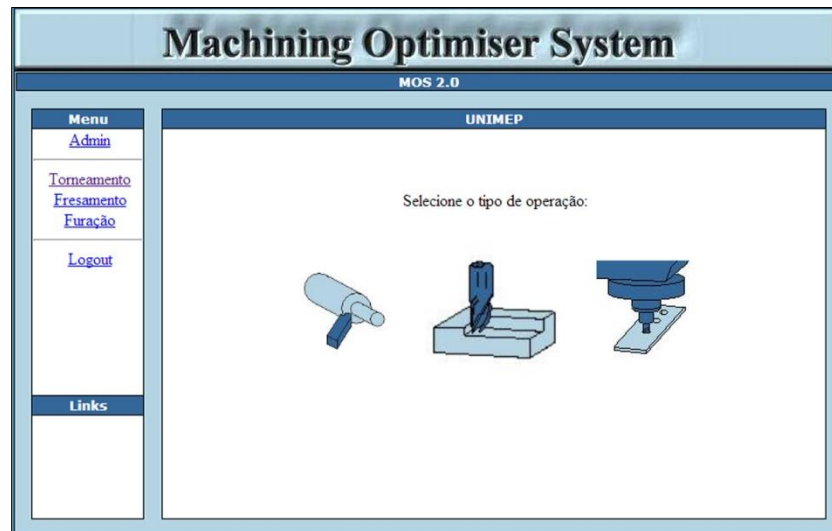 Machining Optimiser System
MOS 2.0
Menu
Admin
Torneamento
Fresamento
Furação
Logout
Links
UNIMEP
Selecione o tipo de operação: